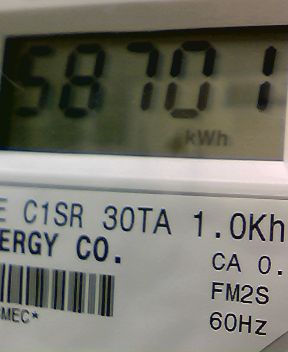 58701
kWh
E C1SR 30TA 1.0Kh
ERGY CO.
CA 0.
FM2S
MEC*
60Hz